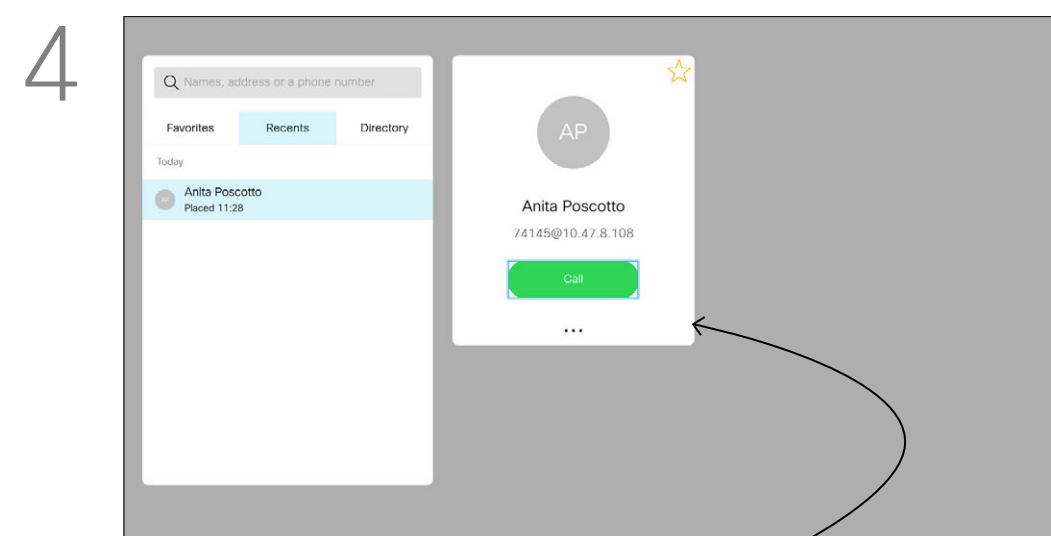 4
Names, address or a phone number
Favorites Recents Directory
Today
AP Anita Poscotto
Placed 11:28
AP
Anita Poscotto
74145@10.47.8.108
Call
...